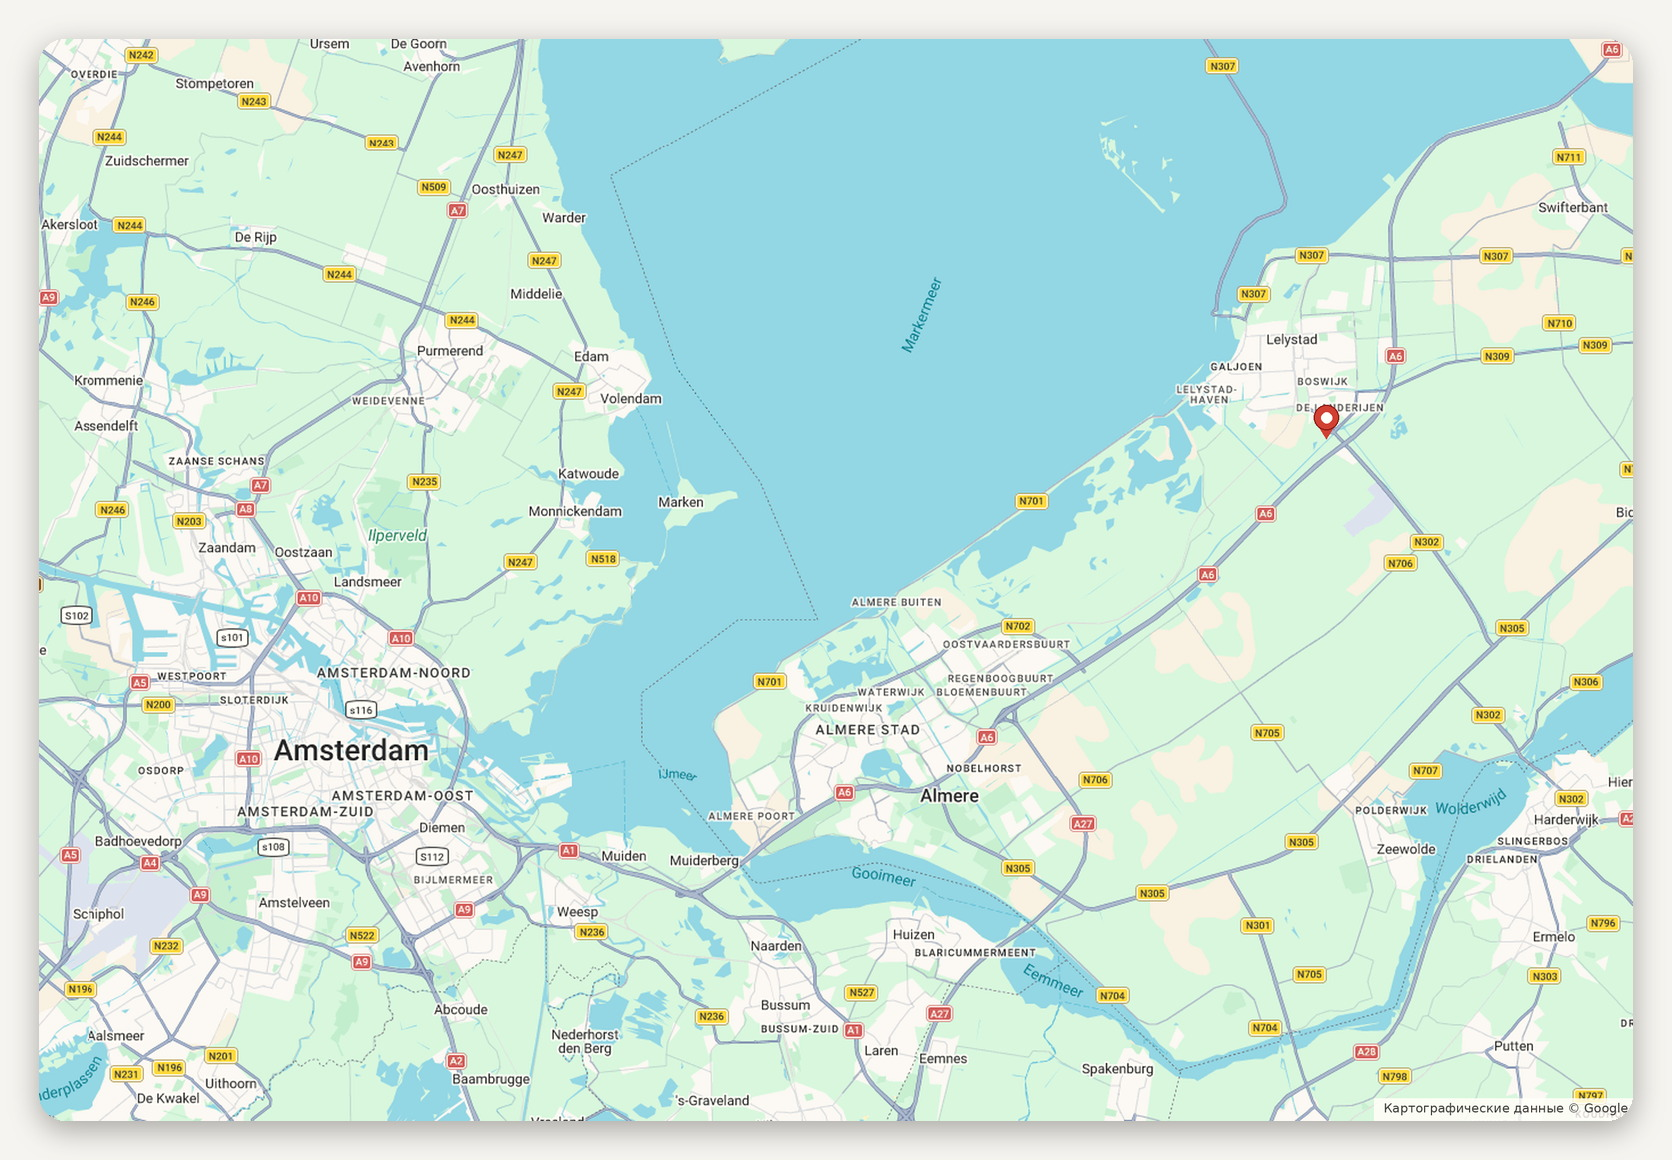 Ursem
De Goorn
N242
A6
Avenhorn
OVERDIE
N307
Stompetoren
N243
N244
N243
N247
N711
Zuidschermer
N509
Oosthuizen
A7
Swifterbant
Warder
Akersloot
N244
De Rijp
N307
N307
N247
N244
Middelie
N307
A9
N246
Markermeer
N244
N710
Lelystad
N309
Purmerend
Edam
A6
N309
GALJOEN
Krommenie
BOSWIJK
WEIDEVENNE
N247
Volendam
LELYSTAD-
HAVEN
Assendelft
ZAANSE SCHANS
Katwoude
A7
N235
Marken
N701
N246
A8
Monnickendam
A6
N203
Ilperveld
Zaandam
Oostzaan
N247
N518
N302
N706
Landsmeer
A6
A10
ALMERE BUITEN
S102
s101
A10
N702
N305
OOSTVAARDERSBUURT
AMSTERDAM-NOORD
WESTPOORT
A5
N701
REGENBOOGBUURT
N306
SLOTERDIJK
WATERWIJK
BLOEMENBUURT
N200
s116
KRUIDENWIJK
N302
ALMERE STAD
N705
A6
Amsterdam
A10
OSDORP
IJmeer
NOBELHORST
N707
N706
AMSTERDAM-OOST
A6
Almere
N302
Wolderwijd
AMSTERDAM-ZUID
ALMERE POORT
POLDERWIJK
Harderwijk
Diemen
A27
Badhoevedorp
s108
A1
N305
SLINGERBOS
A5
A4
S112
Muiden
Muiderberg
Zeewolde
DRIELANDEN
BIJLMERMEER
Gooimeer
N305
A9
N305
Amstelveen
A9
Weesp
Schiphol
N522
N236
Huizen
N301
N796
N232
Naarden
Ermelo
A9
BLARICUMMERMEENT
N705
N303
Eemmeer
N196
N527
N704
Abcoude
Bussum
N236
A27
Aalsmeer
Nederhorst
den Berg
BUSSUM-ZUID
A1
N704
Laren
Putten
N201
A2
Eemnes
A28
N231
N196
Spakenburg
N798
Uithoorn
Baambrugge
De Kwakel
's-Graveland
N797
Картографические данные © Google